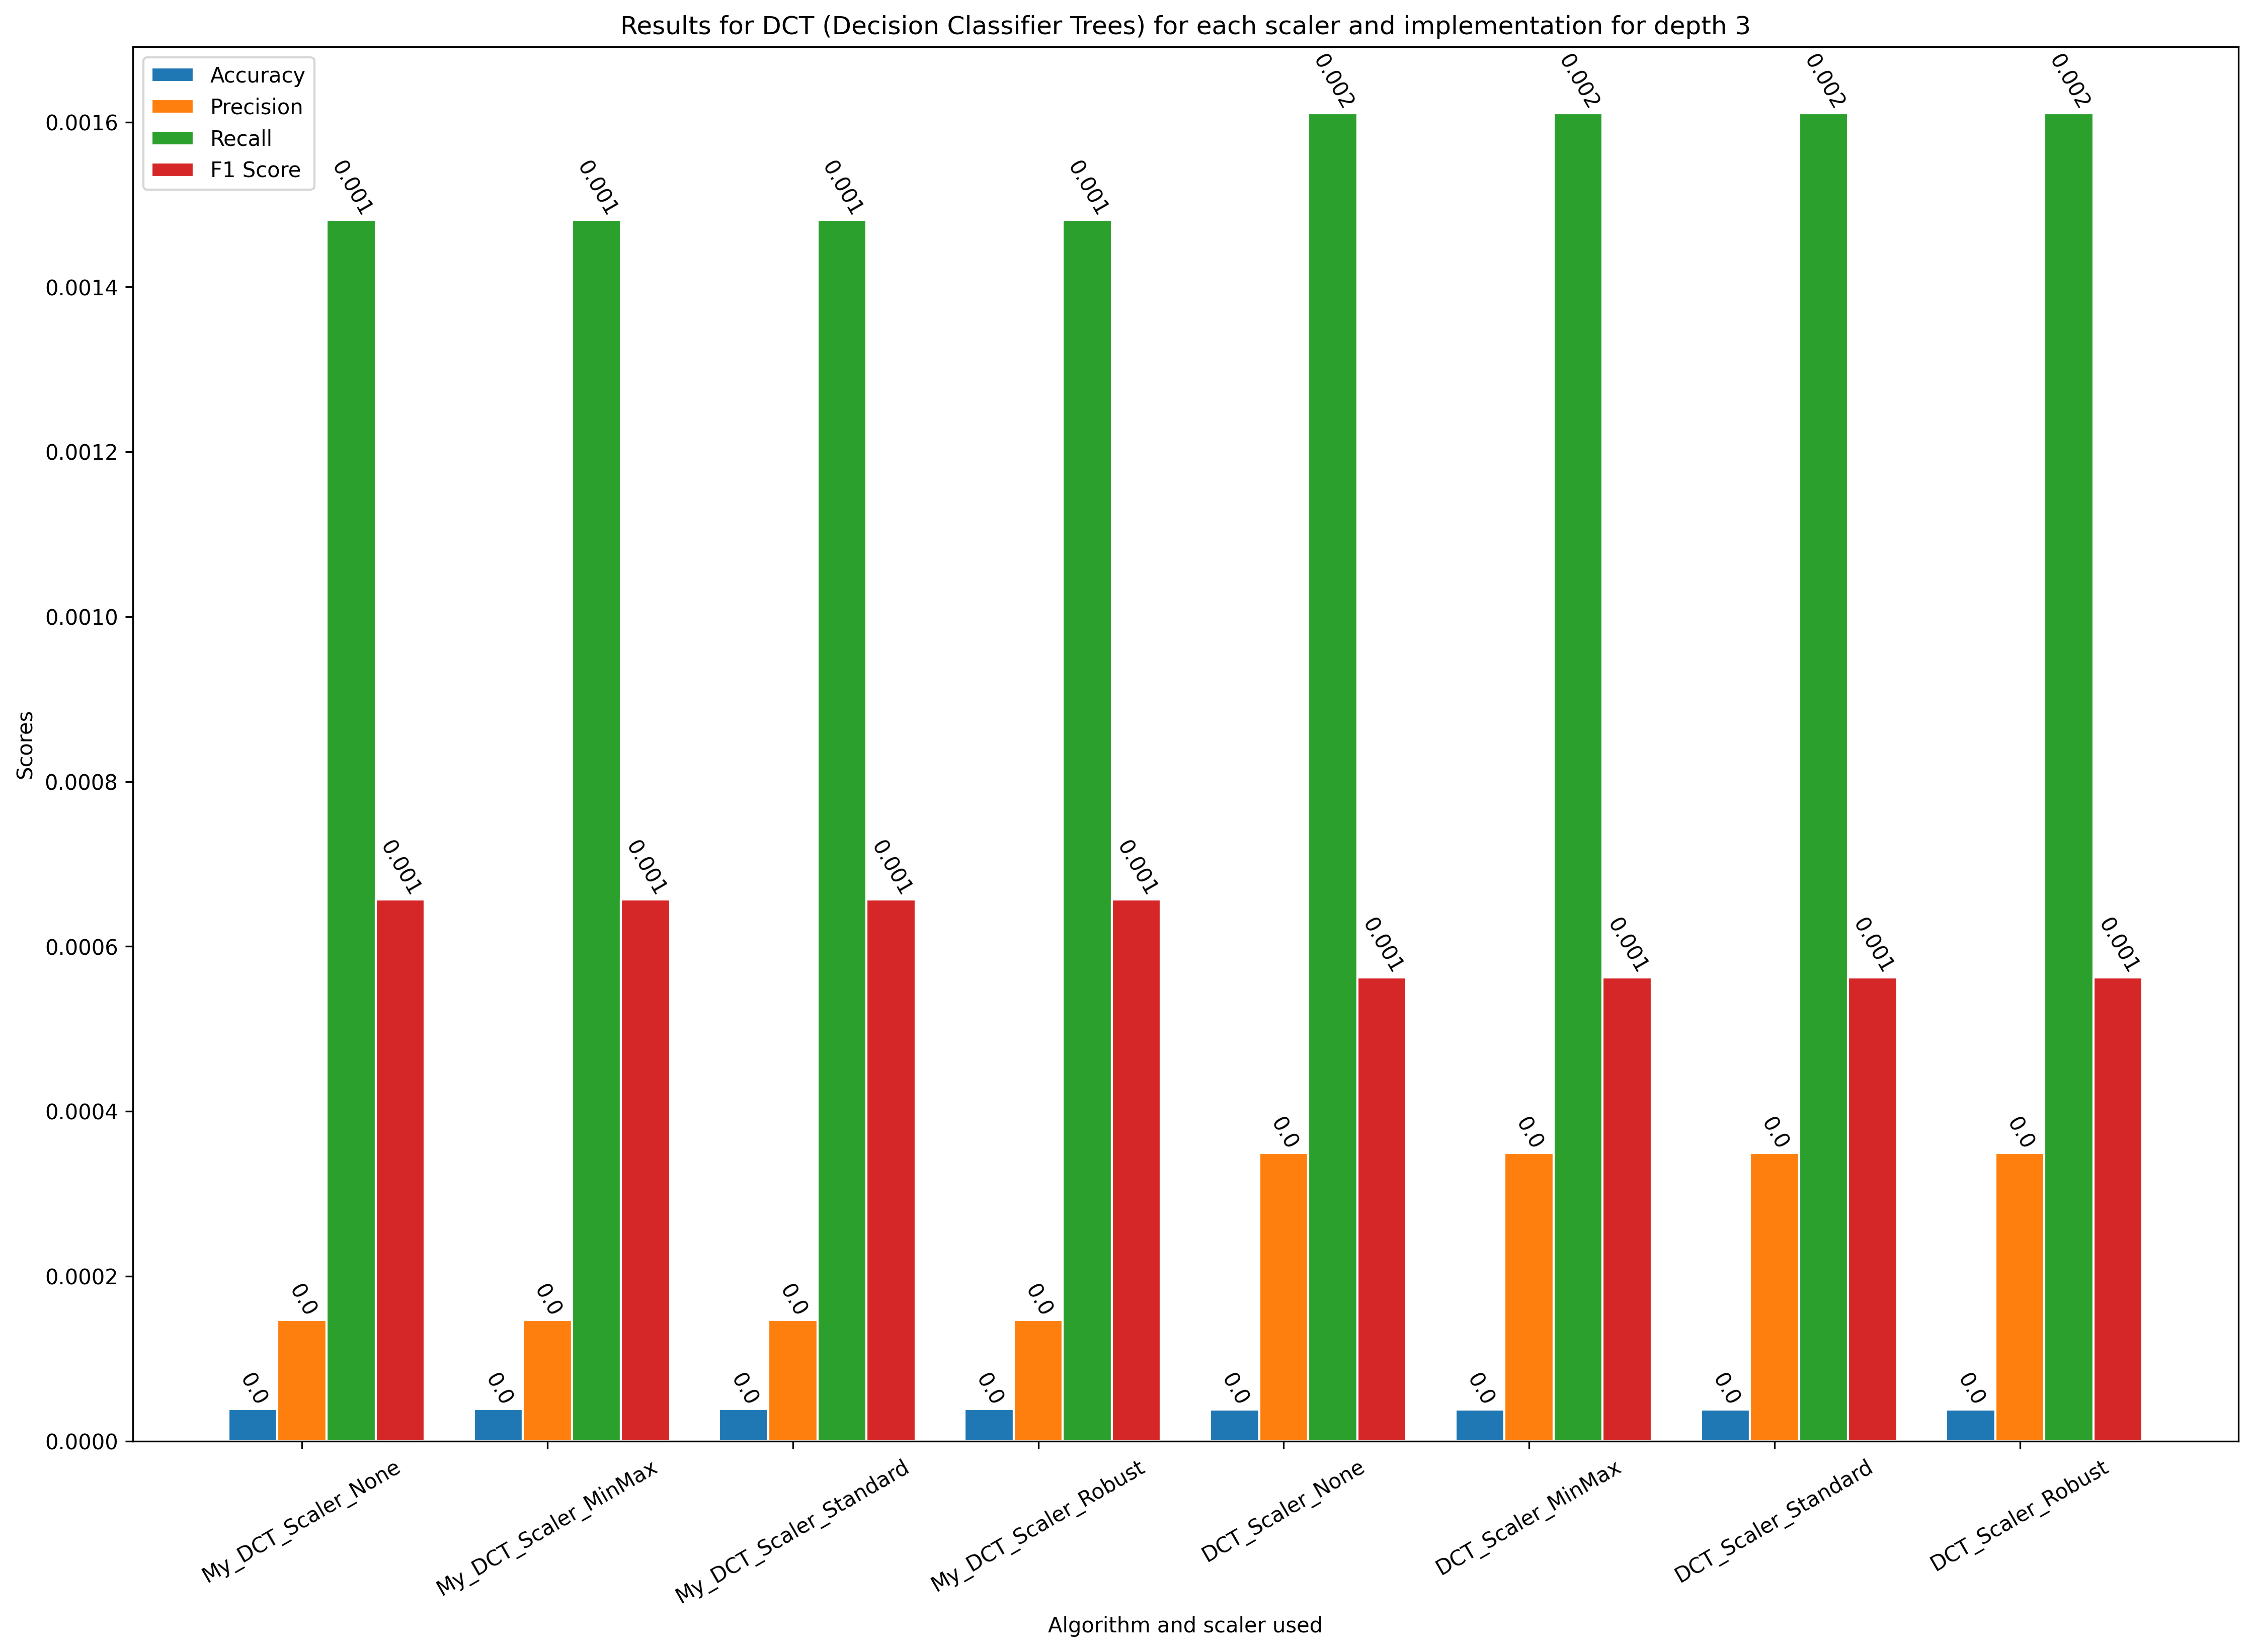 Results for DCT (Decision Classifier Trees) for each scaler and implementation for depth 3
Accuracy
Precision
Recall
F1 Score
Scores
0.0016
0.0014
0.0012
0.0010
0.0008
0.0006
0.0004
0.0002
0.0000
0.0
0.0
0.001
0.001
0.0
0.0
0.001
0.001
0.0
0.0
0.001
0.001
0.0
0.0
0.001
0.001
0.0
0.0
0.002
0.001
0.0
0.0
0.002
0.001
0.0
0.0
0.002
0.001
0.0
0.0
0.002
0.001
My_DCT_Scaler_None
My_DCT_Scaler_MinMax
My_DCT_Scaler_Standard
My_DCT_Scaler_Robust
DCT_Scaler_None
DCT_Scaler_MinMax
DCT_Scaler_Standard
DCT_Scaler_Robust
Algorithm and scaler used